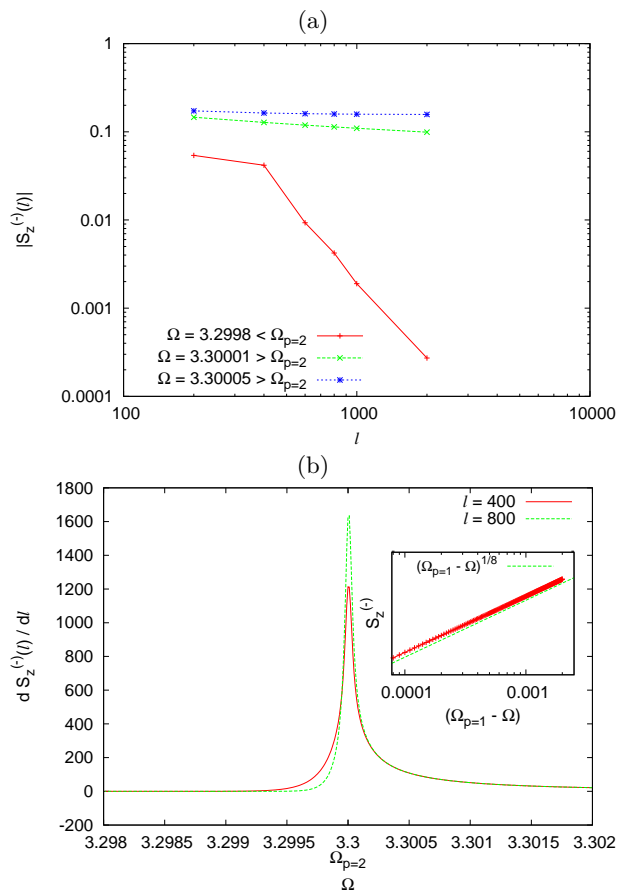 (a)
1
0.1
0.01
0.001
0.0001
|S_z^(-)(l)|
Ω = 3.2998 < Ω_p=2
Ω = 3.30001 > Ω_p=2
Ω = 3.30005 > Ω_p=2
100 1000 10000
l
(b)
1800
1600
1400
1200
1000
800
600
400
200
0
-200
d S_z^(-)(l) / dl
l = 400
l = 800
(Ω_p=1 - Ω)^1/8
S_z^(-)
0.0001 0.001
(Ω_p=1 - Ω)
3.298 3.2985 3.299 3.2995 3.3 3.3005 3.301 3.3015 3.302
Ω_p=2
Ω